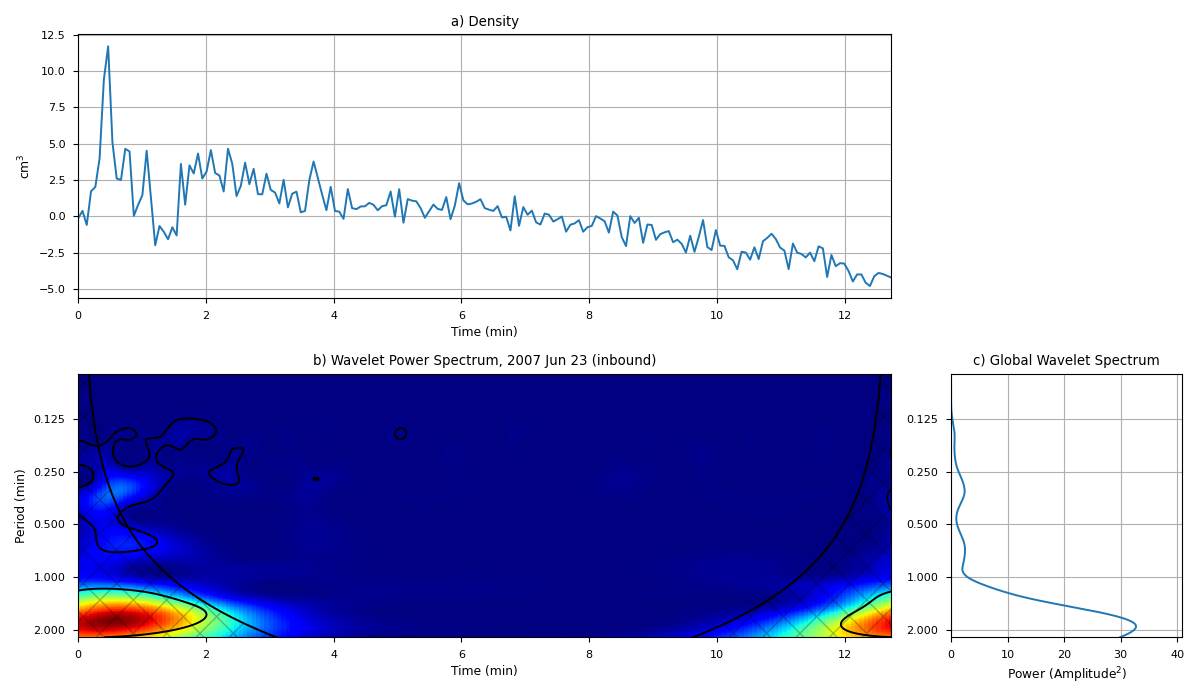 a) Density
12.5
10.0
7.5
5.0
2.5
0.0
−2.5
−5.0
cm³
0 2 4 6 8 10 12
Time (min)
b) Wavelet Power Spectrum, 2007 Jun 23 (inbound)
0.125
0.250
0.500
1.000
2.000
Period (min)
0 2 4 6 8 10 12
Time (min)
c) Global Wavelet Spectrum
0.125
0.250
0.500
1.000
2.000
0 10 20 30 40
Power (Amplitude²)